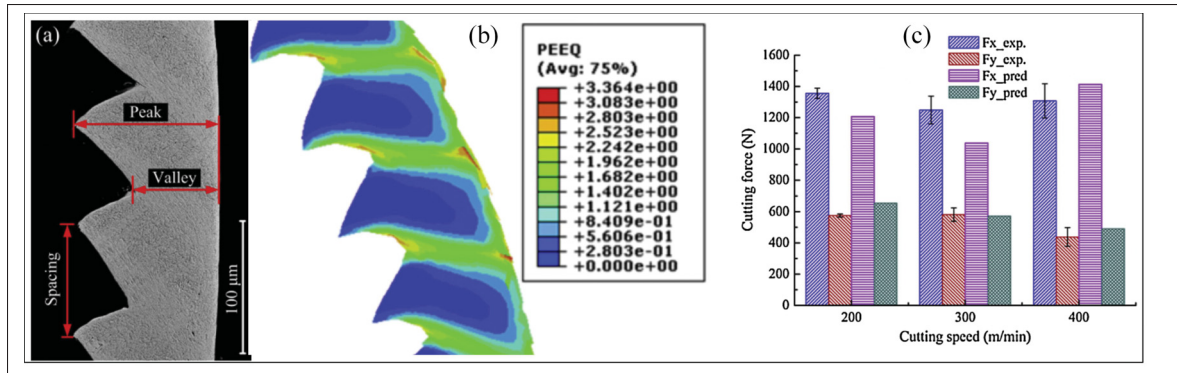 (a)
Peak
Valley
Spacing
100 μm
(b)
PEEQ
(Avg: 75%)
+3.364e+00
+3.083e+00
+2.803e+00
+2.523e+00
+2.242e+00
+1.962e+00
+1.682e+00
+1.402e+00
+1.121e+00
+8.409e-01
+5.606e-01
+2.803e-01
+0.000e+00
(c)
Fx_exp.
Fy_exp.
Fx_pred
Fy_pred
1600
1400
1200
1000
800
600
400
200
0
Cutting force (N)
200 300 400
Cutting speed (m/min)